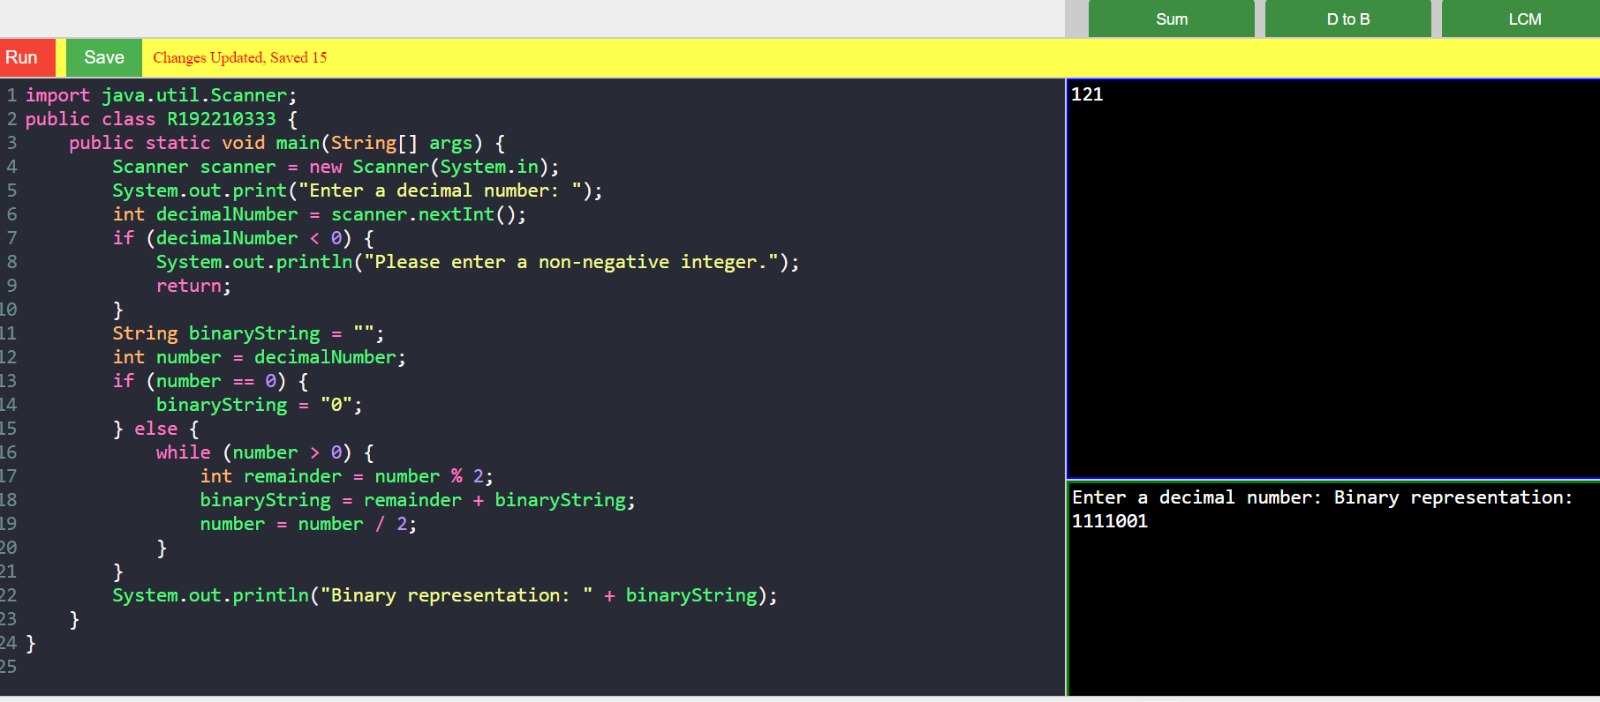 Sum D to B LCM
Run Save Changes Updated, Saved 15
1 import java.util.Scanner;
2 public class R192210333 {
3     public static void main(String[] args) {
4         Scanner scanner = new Scanner(System.in);
5         System.out.print("Enter a decimal number: ");
6         int decimalNumber = scanner.nextInt();
7         if (decimalNumber < 0) {
8             System.out.println("Please enter a non-negative integer.");
9             return;
10         }
11         String binaryString = "";
12         int number = decimalNumber;
13         if (number == 0) {
14             binaryString = "0";
15         } else {
16             while (number > 0) {
17                 int remainder = number % 2;
18                 binaryString = remainder + binaryString;
19                 number = number / 2;
20             }
21         }
22         System.out.println("Binary representation: " + binaryString);
23     }
24 }
25
121
Enter a decimal number: Binary representation:
1111001